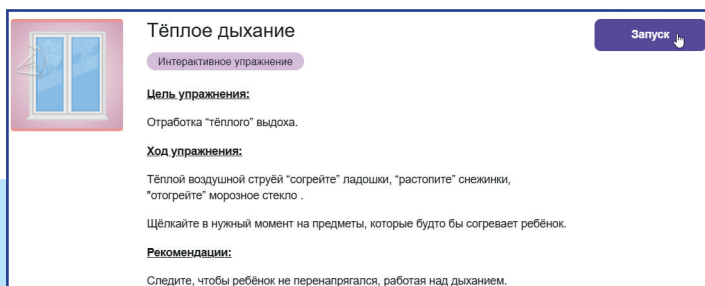 Тёплое дыхание
Запуск
Интерактивное упражнение
Цель упражнения:
Отработка “тёплого” выдоха.
Ход упражнения:
Тёплой воздушной струёй “согрейте” ладошки, “растопите” снежинки,
"отогрейте" морозное стекло .
Щёлкайте в нужный момент на предметы, которые будто бы согревает ребёнок.
Рекомендации:
Следите, чтобы ребёнок не перенапрягался, работая над дыханием.